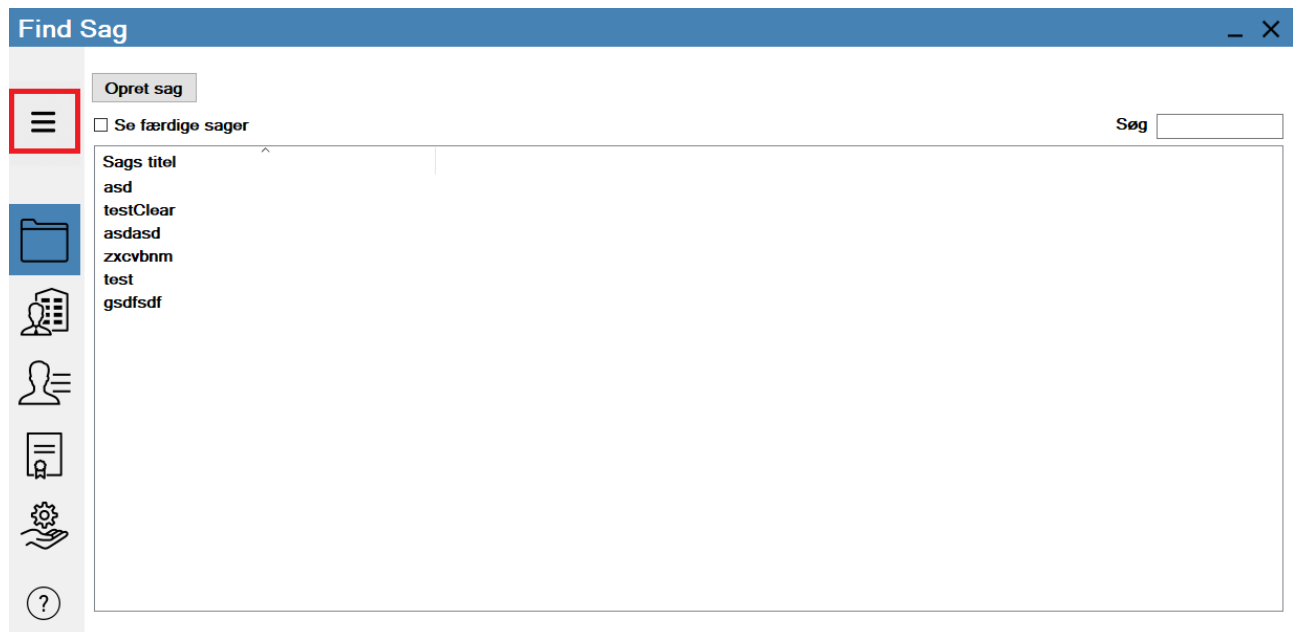 Find Sag
Opret sag
Se færdige sager
Søg
Sags titel
asd
testClear
asdasd
zxcvbnm
test
gsdfsdf
?